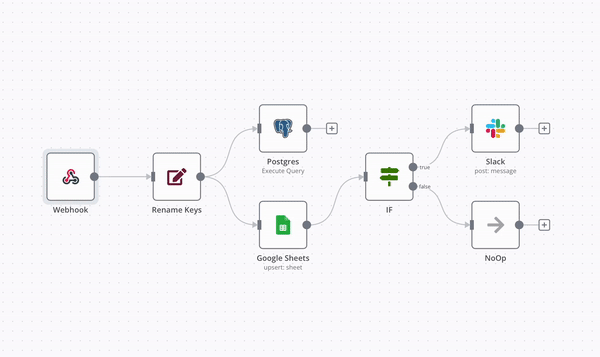 Webhook
Rename Keys
Postgres
Execute Query
Google Sheets
upsert: sheet
IF
true
false
Slack
post: message
NoOp